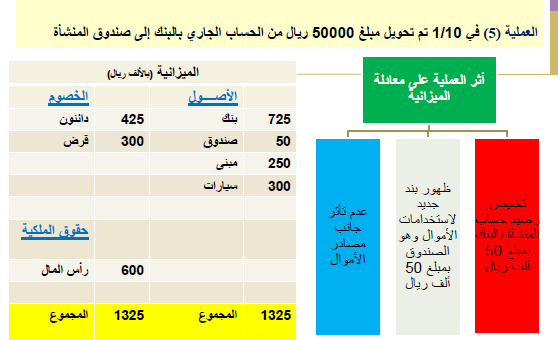 العملية (5) في 1/10 تم تحويل مبلغ 50000 ريال من الحساب الجاري بالبنك إلى صندوق المنشأة
أثر العملية على معادلة
الميزانية
تخفيض
رصيد حساب
المنشأة بالبنك
بمبلغ 50
ألف ريال
ظهور بند
جديد
لاستخدامات
الأموال وهو
الصندوق
بمبلغ 50
ألف ريال
عدم تأثر
جانب
مصادر
الأموال
الميزانية (بالألف ريال)
الأصـــول الخصوم
725 بنك 425 دائنون
50 صندوق 300 قرض
250 مبنى
300 سيارات
حقوق الملكية
600 رأس المال
1325 المجموع 1325 المجموع